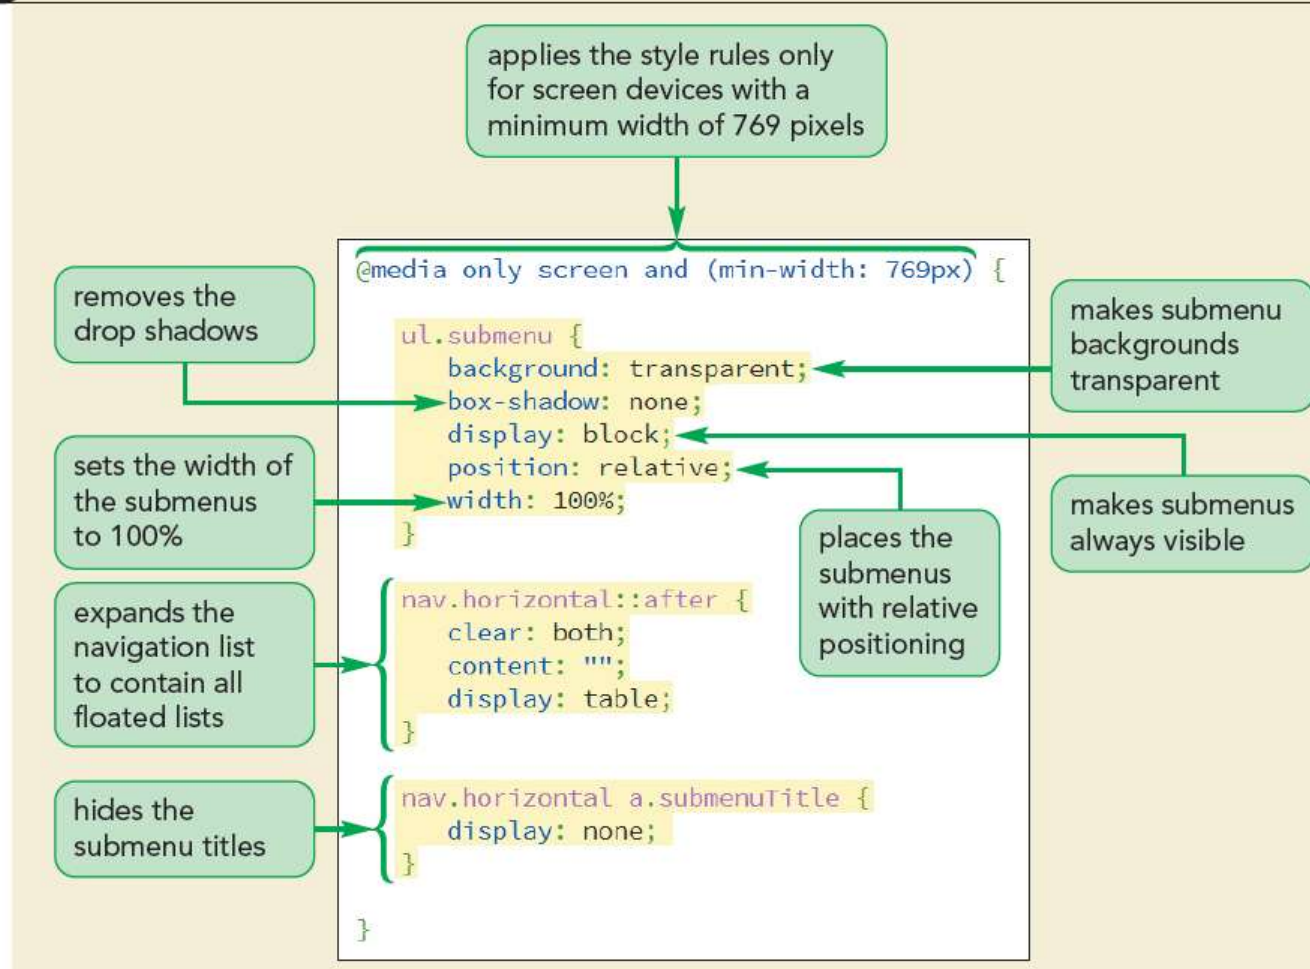 applies the style rules only
for screen devices with a
minimum width of 769 pixels
@media only screen and (min-width: 769px) {
removes the
drop shadows
makes submenu
backgrounds
transparent
ul.submenu {
background: transparent;
box-shadow: none;
display: block;
position: relative;
width: 100%;
}
sets the width of
the submenus
to 100%
makes submenus
always visible
places the
submenus
with relative
positioning
expands the
navigation list
to contain all
floated lists
nav.horizontal::after {
clear: both;
content: "";
display: table;
}
hides the
submenu titles
nav.horizontal a.submenuTitle {
display: none;
}
}